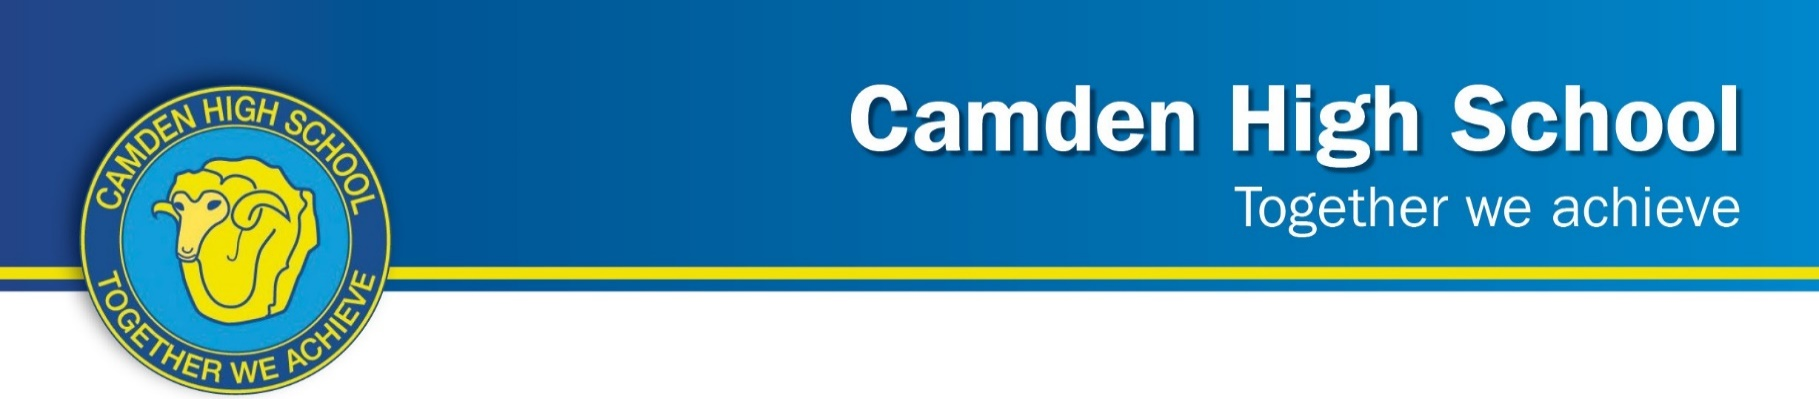 CAMDEN HIGH SCHOOL
TOGETHER WE ACHIEVE
Camden High School
Together we achieve